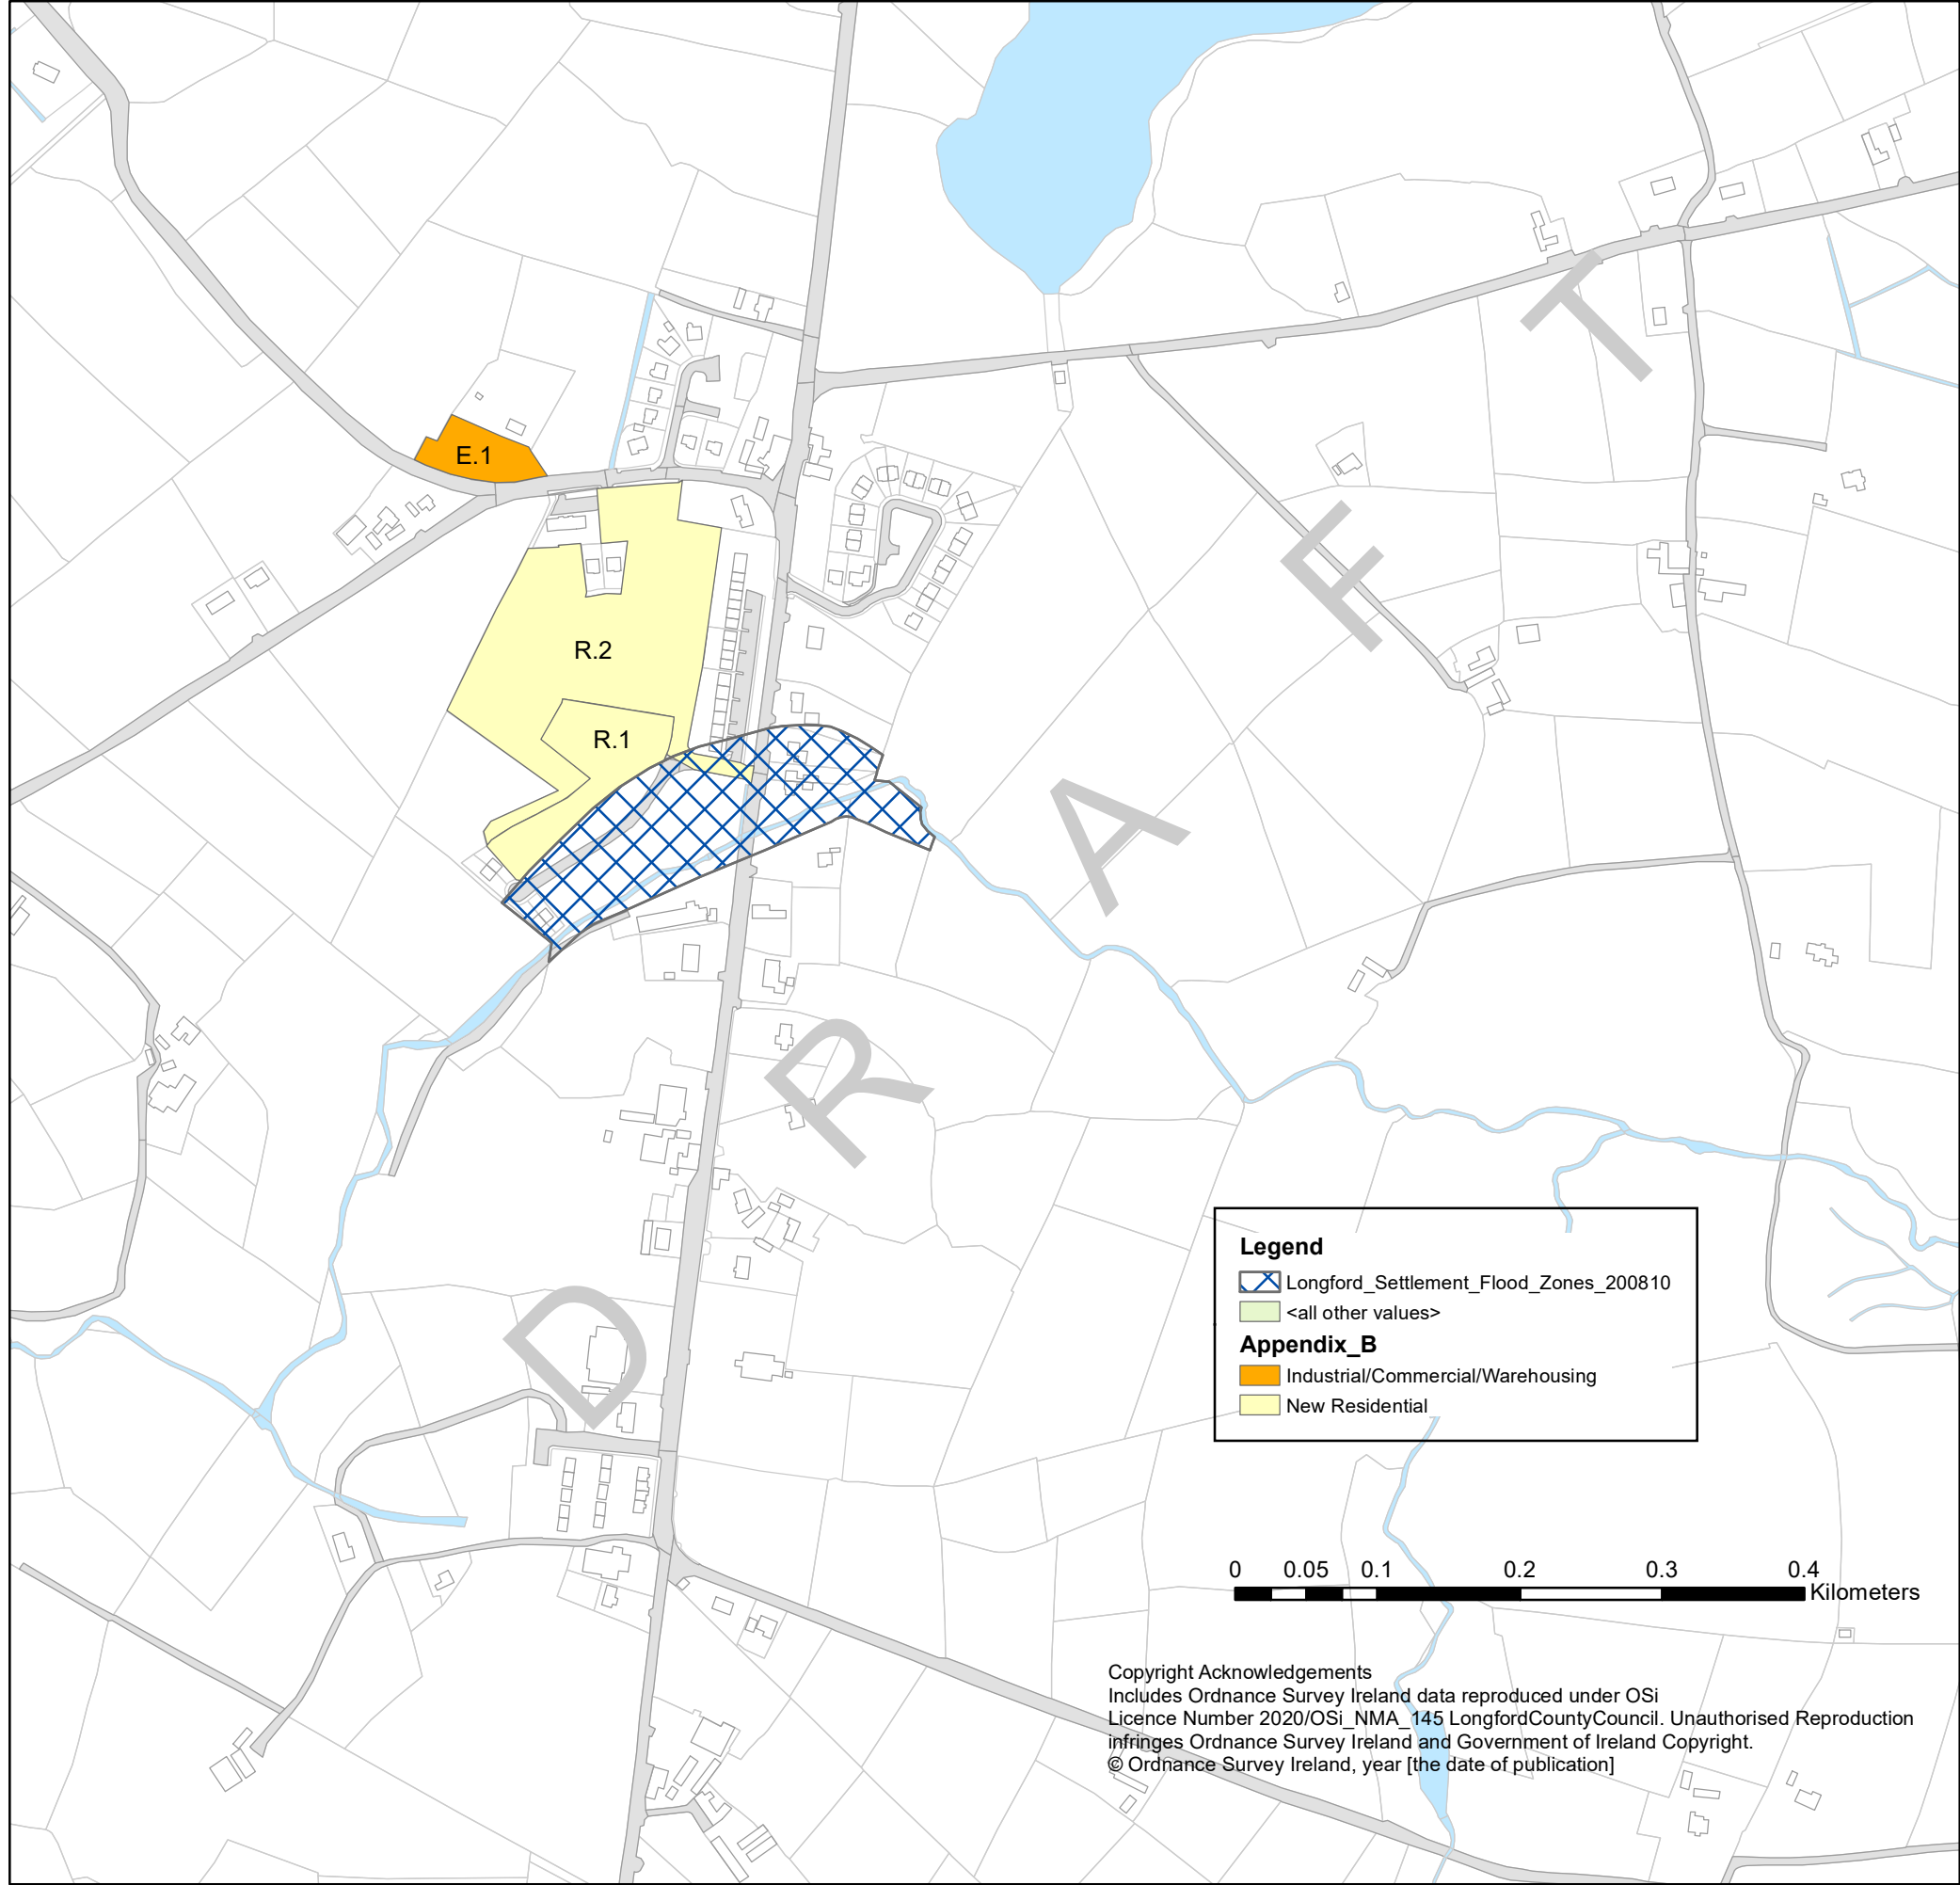 E.1
R.2
R.1
D R A F T
Legend
Longford_Settlement_Flood_Zones_200810
<all other values>
Appendix_B
Industrial/Commercial/Warehousing
New Residential
0 0.05 0.1 0.2 0.3 0.4
Kilometers
Copyright Acknowledgements
Includes Ordnance Survey Ireland data reproduced under OSi
Licence Number 2020/OSi_NMA_145 LongfordCountyCouncil. Unauthorised Reproduction
infringes Ordnance Survey Ireland and Government of Ireland Copyright.
© Ordnance Survey Ireland, year [the date of publication]